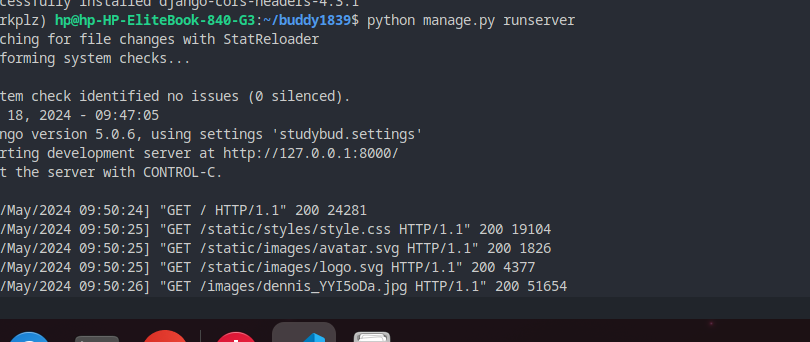 cessfully installed django-cors-headers-4.3.1
rkplz) hp@hp-HP-EliteBook-840-G3:~/buddy1839$ python manage.py runserver
ching for file changes with StatReloader
forming system checks...
tem check identified no issues (0 silenced).
18, 2024 - 09:47:05
ngo version 5.0.6, using settings 'studybud.settings'
rting development server at http://127.0.0.1:8000/
t the server with CONTROL-C.
/May/2024 09:50:24] "GET / HTTP/1.1" 200 24281
/May/2024 09:50:25] "GET /static/styles/style.css HTTP/1.1" 200 19104
/May/2024 09:50:25] "GET /static/images/avatar.svg HTTP/1.1" 200 1826
/May/2024 09:50:25] "GET /static/images/logo.svg HTTP/1.1" 200 4377
/May/2024 09:50:26] "GET /images/dennis_YYI5oDa.jpg HTTP/1.1" 200 51654